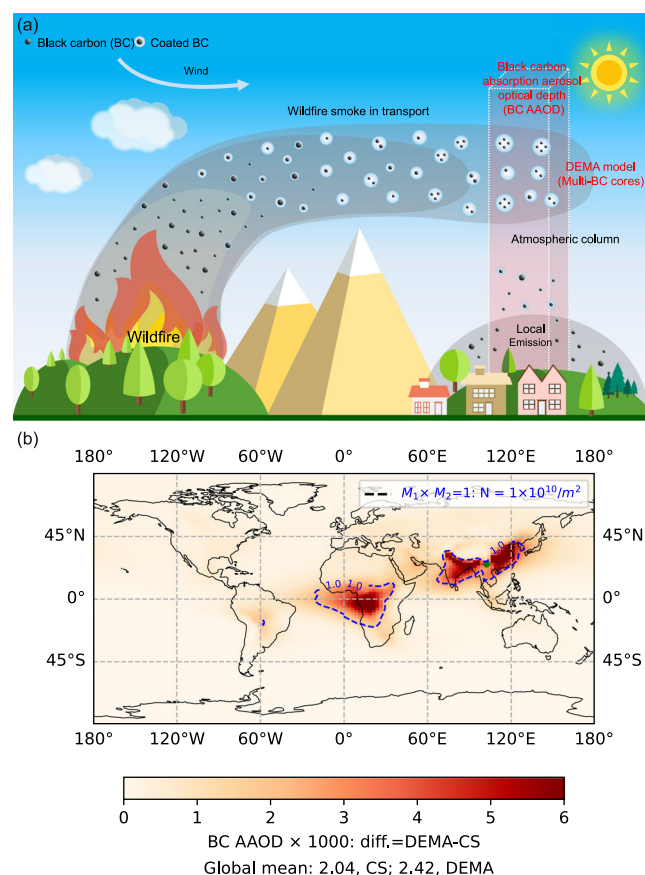 (a)
Black carbon (BC) Coated BC
Wind
Black carbon
absorption aerosol
optical depth
(BC AAOD)
Wildfire smoke in transport
DEMA model
(Multi-BC cores)
Atmospheric column
Local
Emission
Wildfire
(b)
180° 120°W 60°W 0° 60°E 120°E 180°
M₁× M₂=1: N = 1×10¹⁰/m²
45°N 45°N
1.0
1.0
1.0 1.0
0° 0°
45°S 45°S
180° 120°W 60°W 0° 60°E 120°E 180°
0 1 2 3 4 5 6
BC AAOD × 1000: diff.=DEMA-CS
Global mean: 2.04, CS; 2.42, DEMA